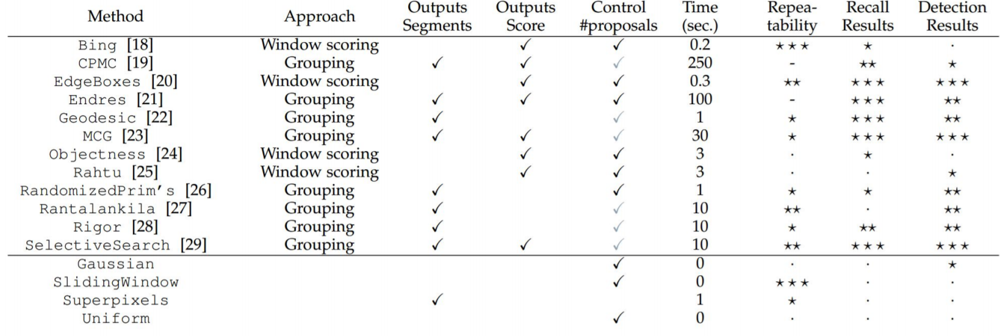 Method Approach Outputs Segments Outputs Score Control #proposals Time (sec.) Repea- tability Recall Results Detection Results
Bing [18] Window scoring ✓ ✓ 0.2 ⋆⋆⋆ ⋆ ·
CPMC [19] Grouping ✓ ✓ ✓ 250 - ⋆⋆ ⋆
EdgeBoxes [20] Window scoring ✓ ✓ 0.3 ⋆⋆ ⋆⋆⋆ ⋆⋆⋆
Endres [21] Grouping ✓ ✓ ✓ 100 - ⋆⋆⋆ ⋆⋆
Geodesic [22] Grouping ✓ ✓ 1 ⋆ ⋆⋆⋆ ⋆⋆
MCG [23] Grouping ✓ ✓ ✓ 30 ⋆ ⋆⋆⋆ ⋆⋆⋆
Objectness [24] Window scoring ✓ ✓ 3 · ⋆ ·
Rahtu [25] Window scoring ✓ ✓ 3 · · ⋆
RandomizedPrim's [26] Grouping ✓ ✓ 1 ⋆ ⋆ ⋆⋆
Rantalankila [27] Grouping ✓ ✓ 10 ⋆⋆ · ⋆⋆
Rigor [28] Grouping ✓ ✓ 10 ⋆ ⋆⋆ ⋆⋆
SelectiveSearch [29] Grouping ✓ ✓ ✓ 10 ⋆⋆ ⋆⋆⋆ ⋆⋆⋆
Gaussian ✓ 0 · · ⋆
SlidingWindow ✓ 0 ⋆⋆⋆ · ·
Superpixels ✓ 1 ⋆ · ·
Uniform ✓ 0 · · ·